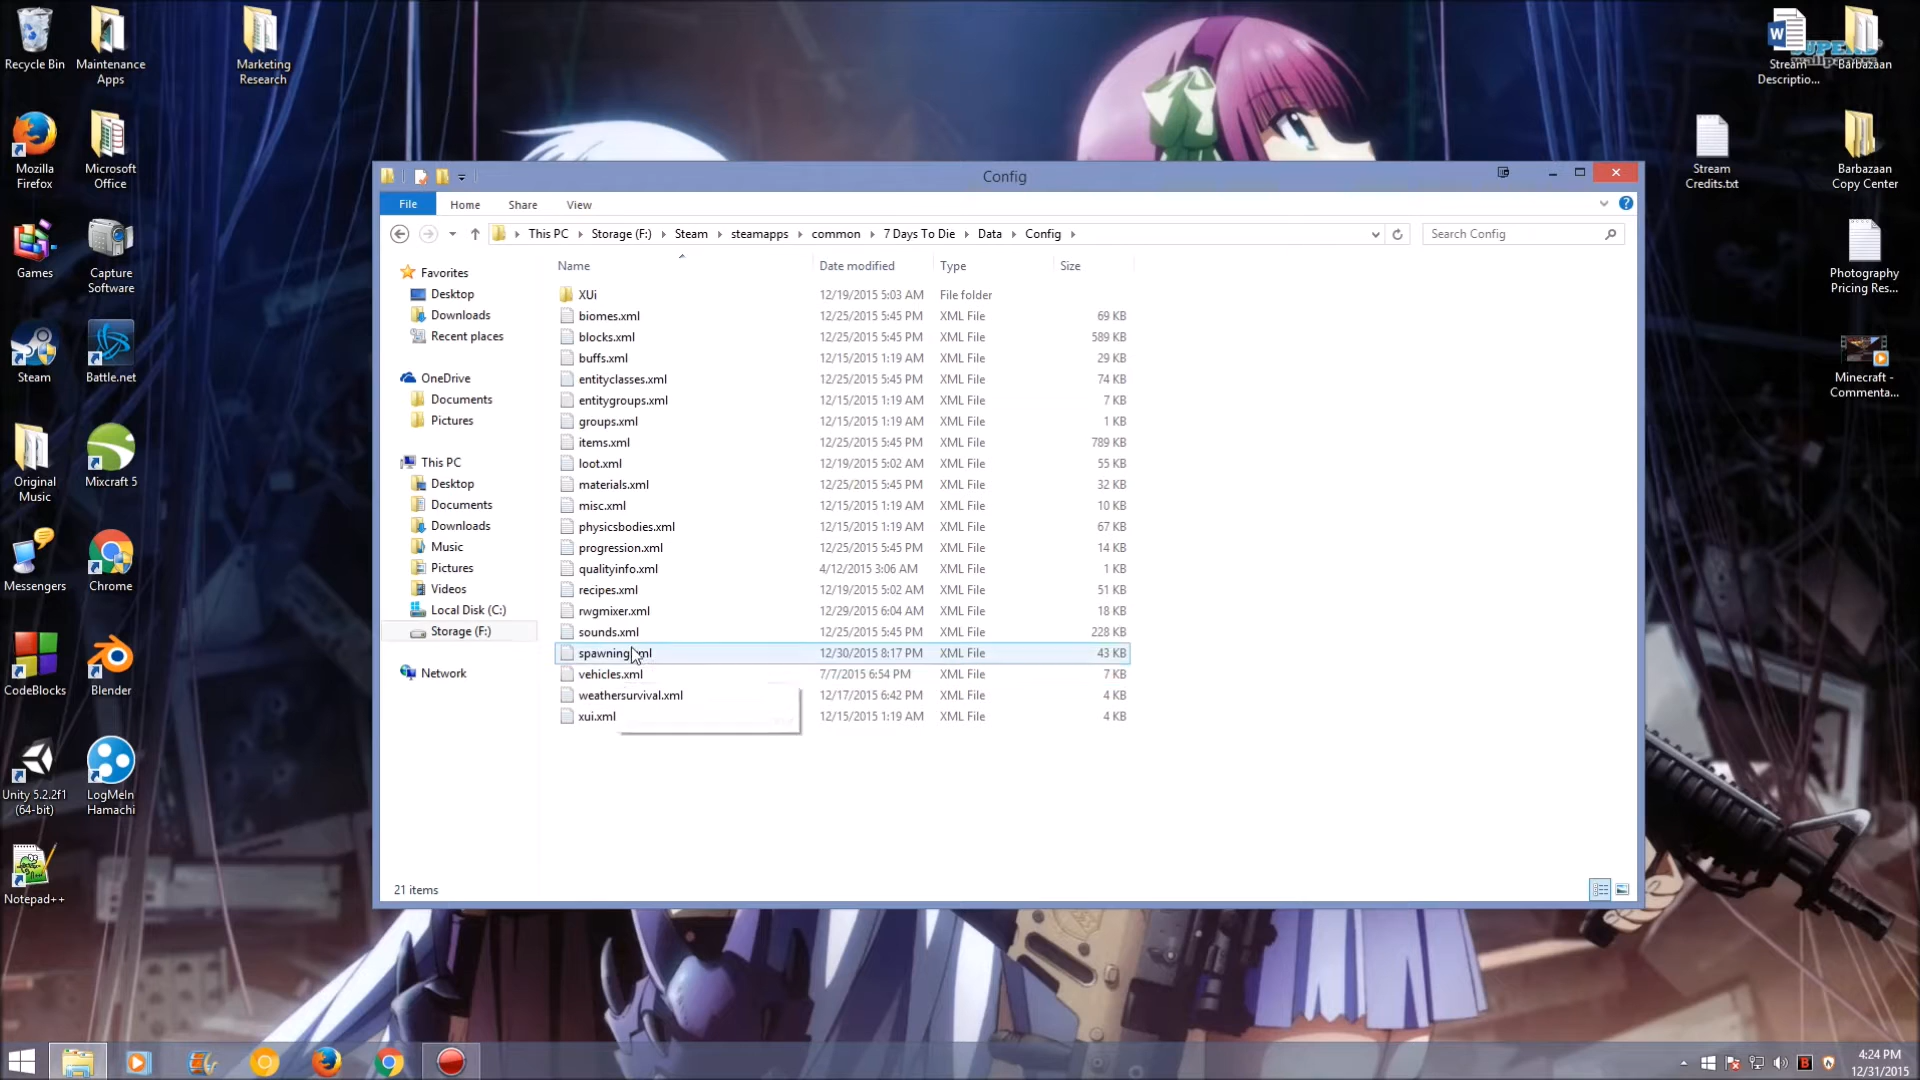 Recycle Bin
Maintenance Apps
Marketing Research
Mozilla Firefox
Microsoft Office
Games
Capture Software
Steam
Battle.net
Original Music
Mixcraft 5
Messengers
Chrome
CodeBlocks
Blender
Unity 5.2.2f1 (64-bit)
LogMeIn Hamachi
Notepad++
Stream Descriptio...
Barbazaan
Stream Credits.txt
Barbazaan Copy Center
Photography Pricing Res...
Minecraft - Commenta...
Config
File Home Share View
This PC Storage (F:) Steam steamapps common 7 Days To Die Data Config
Search Config
Favorites
Desktop
Downloads
Recent places
OneDrive
Documents
Pictures
This PC
Desktop
Documents
Downloads
Music
Pictures
Videos
Local Disk (C:)
Storage (F:)
Network
Name Date modified Type Size
XUi 12/19/2015 5:03 AM File folder
biomes.xml 12/25/2015 5:45 PM XML File 69 KB
blocks.xml 12/25/2015 5:45 PM XML File 589 KB
buffs.xml 12/15/2015 1:19 AM XML File 29 KB
entityclasses.xml 12/25/2015 5:45 PM XML File 74 KB
entitygroups.xml 12/15/2015 1:19 AM XML File 7 KB
groups.xml 12/15/2015 1:19 AM XML File 1 KB
items.xml 12/25/2015 5:45 PM XML File 789 KB
loot.xml 12/19/2015 5:02 AM XML File 55 KB
materials.xml 12/25/2015 5:45 PM XML File 32 KB
misc.xml 12/15/2015 1:19 AM XML File 10 KB
physicsbodies.xml 12/15/2015 1:19 AM XML File 67 KB
progression.xml 12/25/2015 5:45 PM XML File 14 KB
qualityinfo.xml 4/12/2015 3:06 AM XML File 1 KB
recipes.xml 12/19/2015 5:02 AM XML File 51 KB
rwgmixer.xml 12/29/2015 6:04 AM XML File 18 KB
sounds.xml 12/25/2015 5:45 PM XML File 228 KB
spawning.xml 12/30/2015 8:17 PM XML File 43 KB
vehicles.xml 7/7/2015 6:54 PM XML File 7 KB
weathersurvival.xml 12/17/2015 6:42 PM XML File 4 KB
xui.xml 12/15/2015 1:19 AM XML File 4 KB
21 items
4:24 PM
12/31/2015